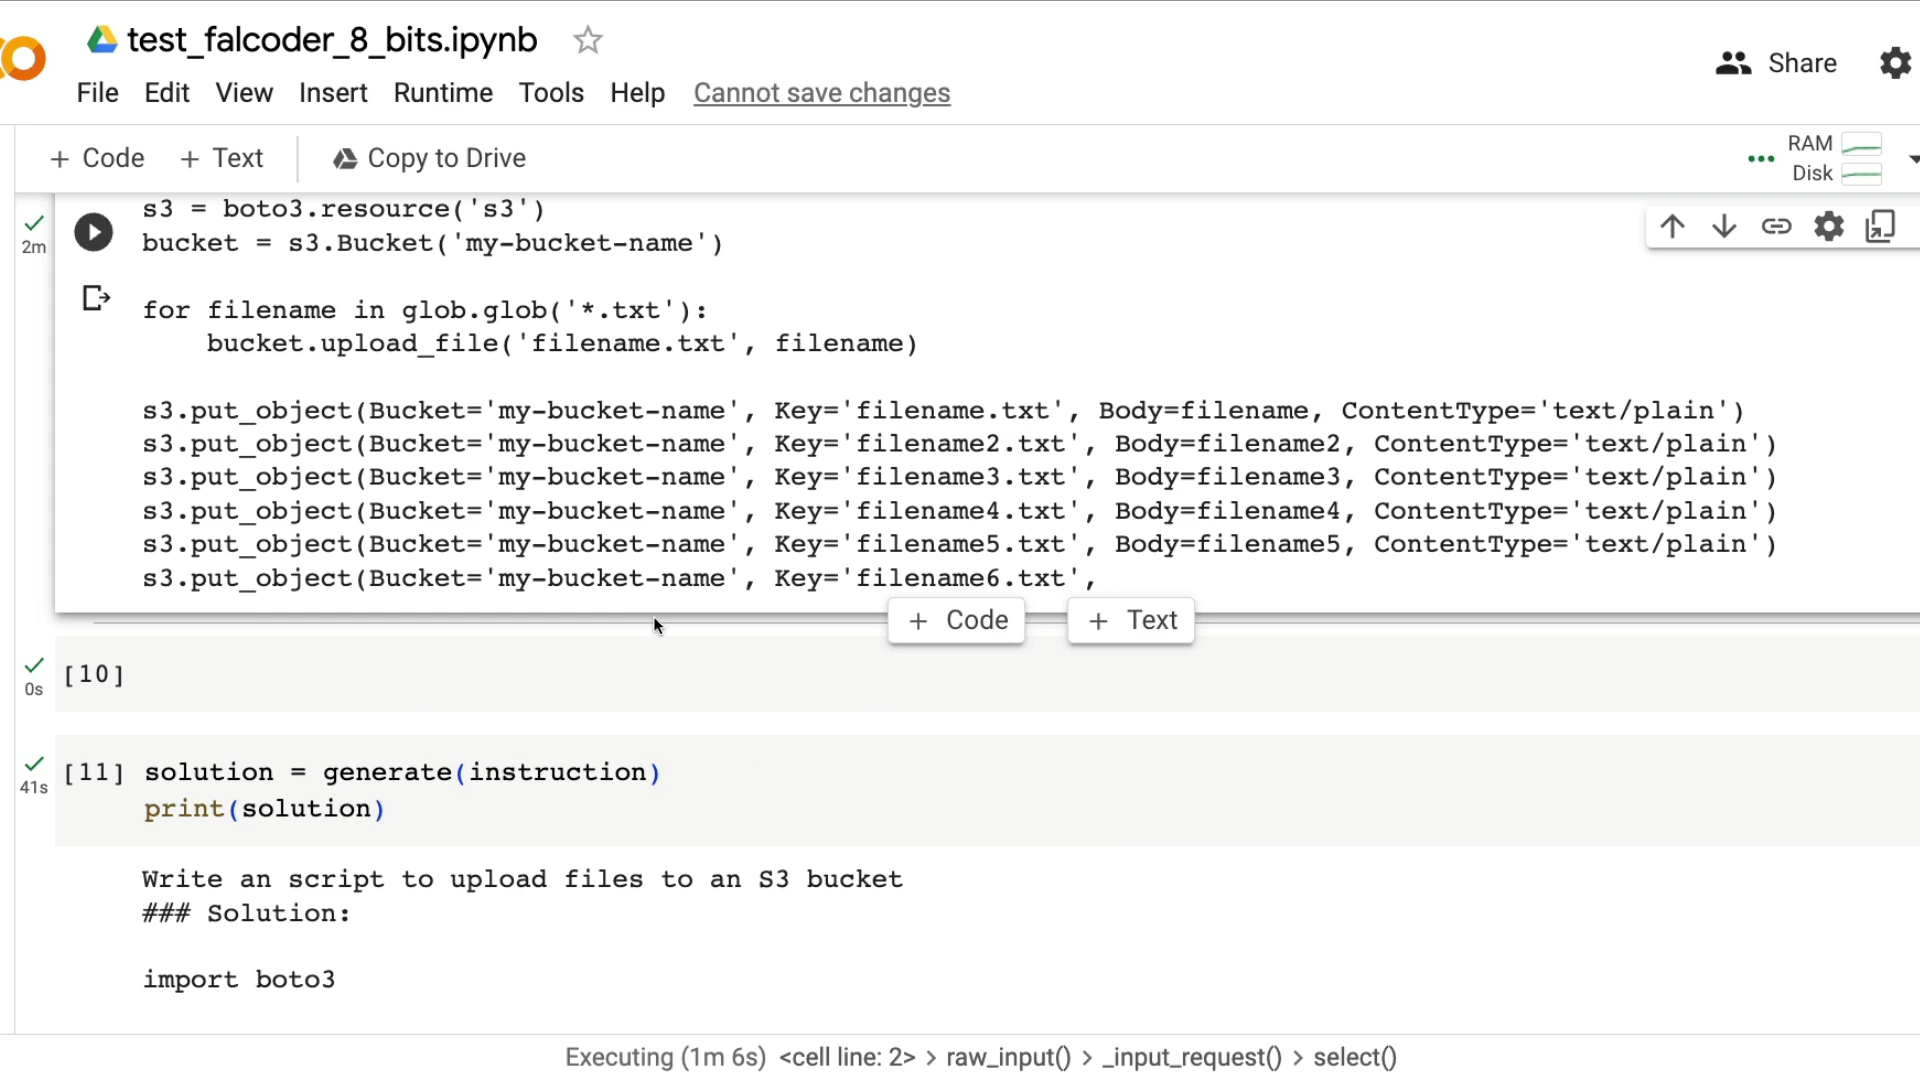 test_falcoder_8_bits.ipynb
File Edit View Insert Runtime Tools Help Cannot save changes
Share
+ Code + Text Copy to Drive
RAM
Disk
2m
s3 = boto3.resource('s3')
bucket = s3.Bucket('my-bucket-name')
for filename in glob.glob('*.txt'):
    bucket.upload_file('filename.txt', filename)
s3.put_object(Bucket='my-bucket-name', Key='filename.txt', Body=filename, ContentType='text/plain')
s3.put_object(Bucket='my-bucket-name', Key='filename2.txt', Body=filename2, ContentType='text/plain')
s3.put_object(Bucket='my-bucket-name', Key='filename3.txt', Body=filename3, ContentType='text/plain')
s3.put_object(Bucket='my-bucket-name', Key='filename4.txt', Body=filename4, ContentType='text/plain')
s3.put_object(Bucket='my-bucket-name', Key='filename5.txt', Body=filename5, ContentType='text/plain')
s3.put_object(Bucket='my-bucket-name', Key='filename6.txt',
+ Code + Text
0s
[10]
41s
[11] solution = generate(instruction)
print(solution)
Write an script to upload files to an S3 bucket
### Solution:
import boto3
Executing (1m 6s) <cell line: 2> > raw_input() > _input_request() > select()